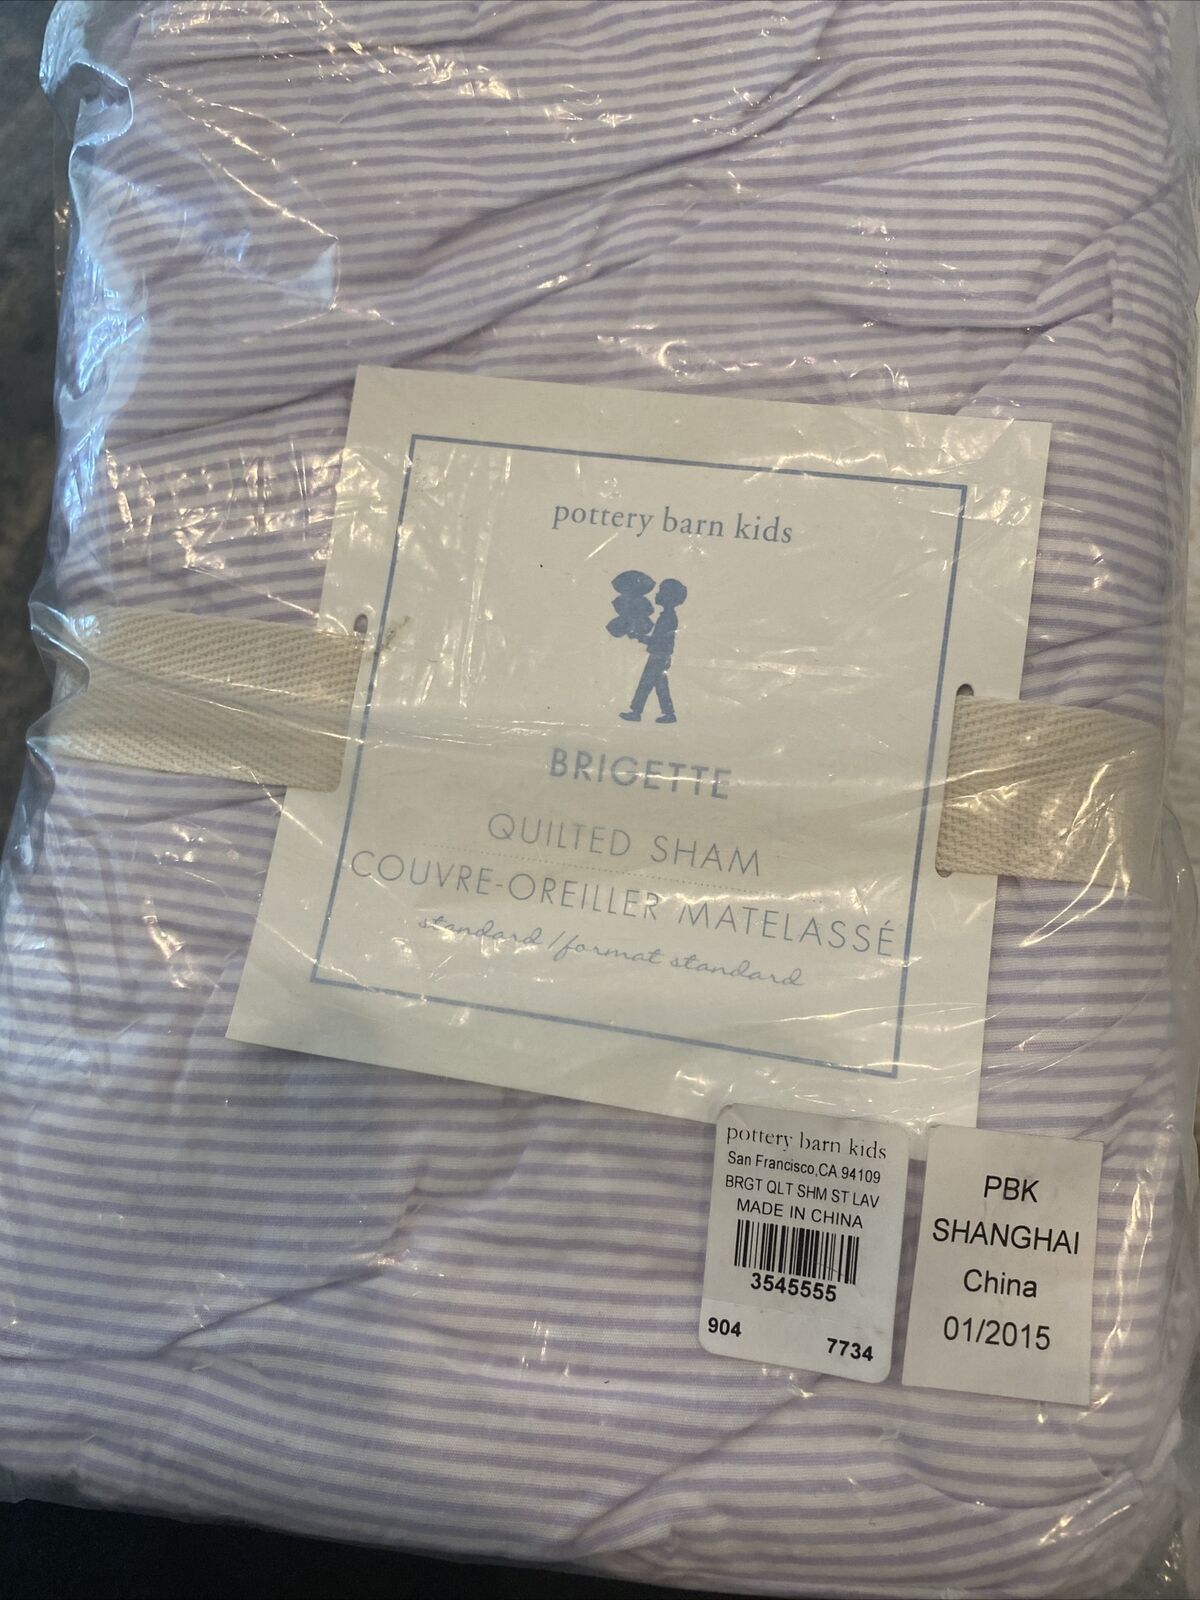 pottery barn kids
BRIGETTE
QUILTED SHAM
COUVRE-OREILLER MATELASSÉ
standard / format standard
pottery barn kids
San Francisco, CA 94109
BRGT QLT SHM ST LAV
MADE IN CHINA
3545555
904 7734
PBK
SHANGHAI
China
01/2015